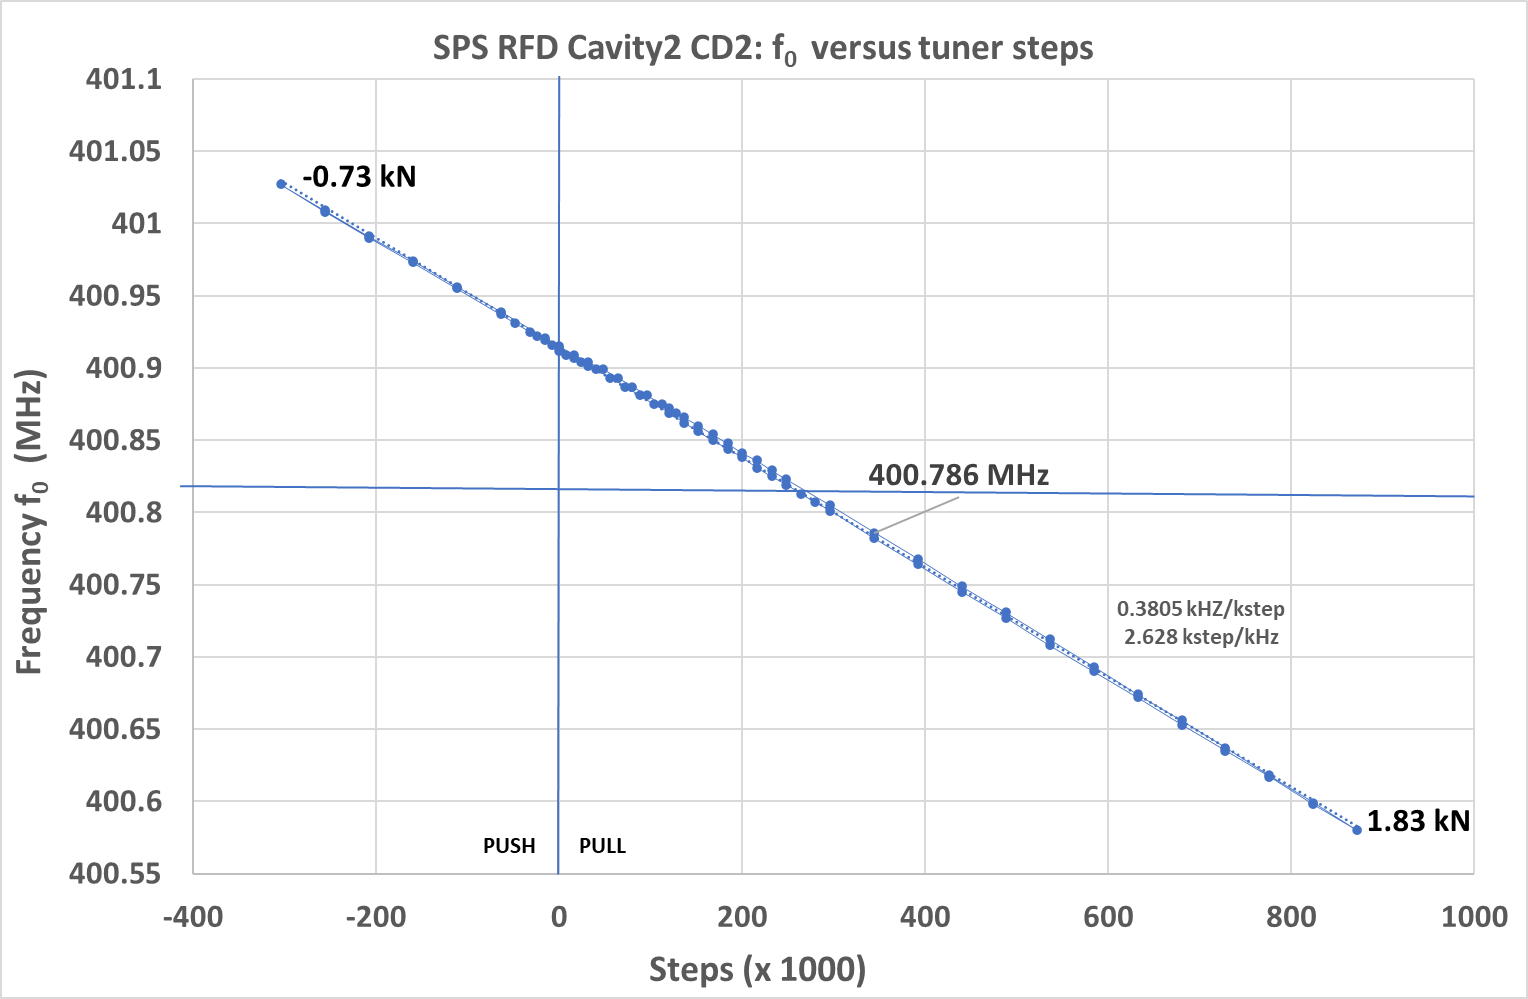 SPS RFD Cavity2 CD2: f₀ versus tuner steps
401.1
401.05
401
400.95
400.9
400.85
400.8
400.75
400.7
400.65
400.6
400.55
Frequency f₀ (MHz)
-0.73 kN
400.786 MHz
0.3805 kHZ/kstep
2.628 kstep/kHz
1.83 kN
PUSH PULL
-400 -200 0 200 400 600 800 1000
Steps (x 1000)